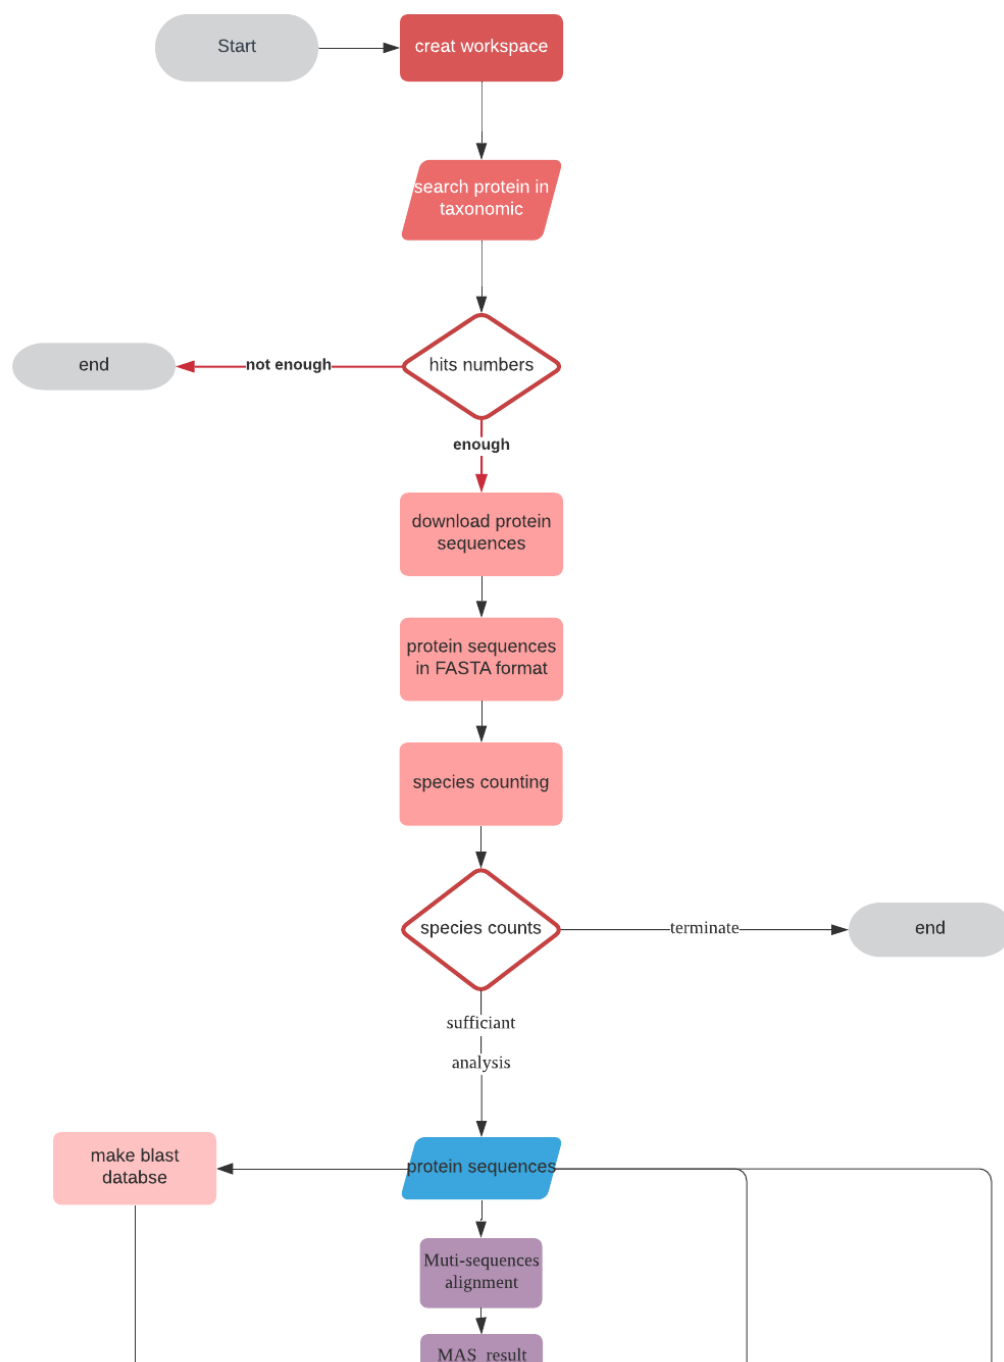 Start
creat workspace
search protein in
taxonomic
hits numbers
not enough
end
enough
download protein
sequences
protein sequences
in FASTA format
species counting
species counts
terminate
end
sufficiant
analysis
make blast
databse
protein sequences
Muti-sequences
alignment
MAS result